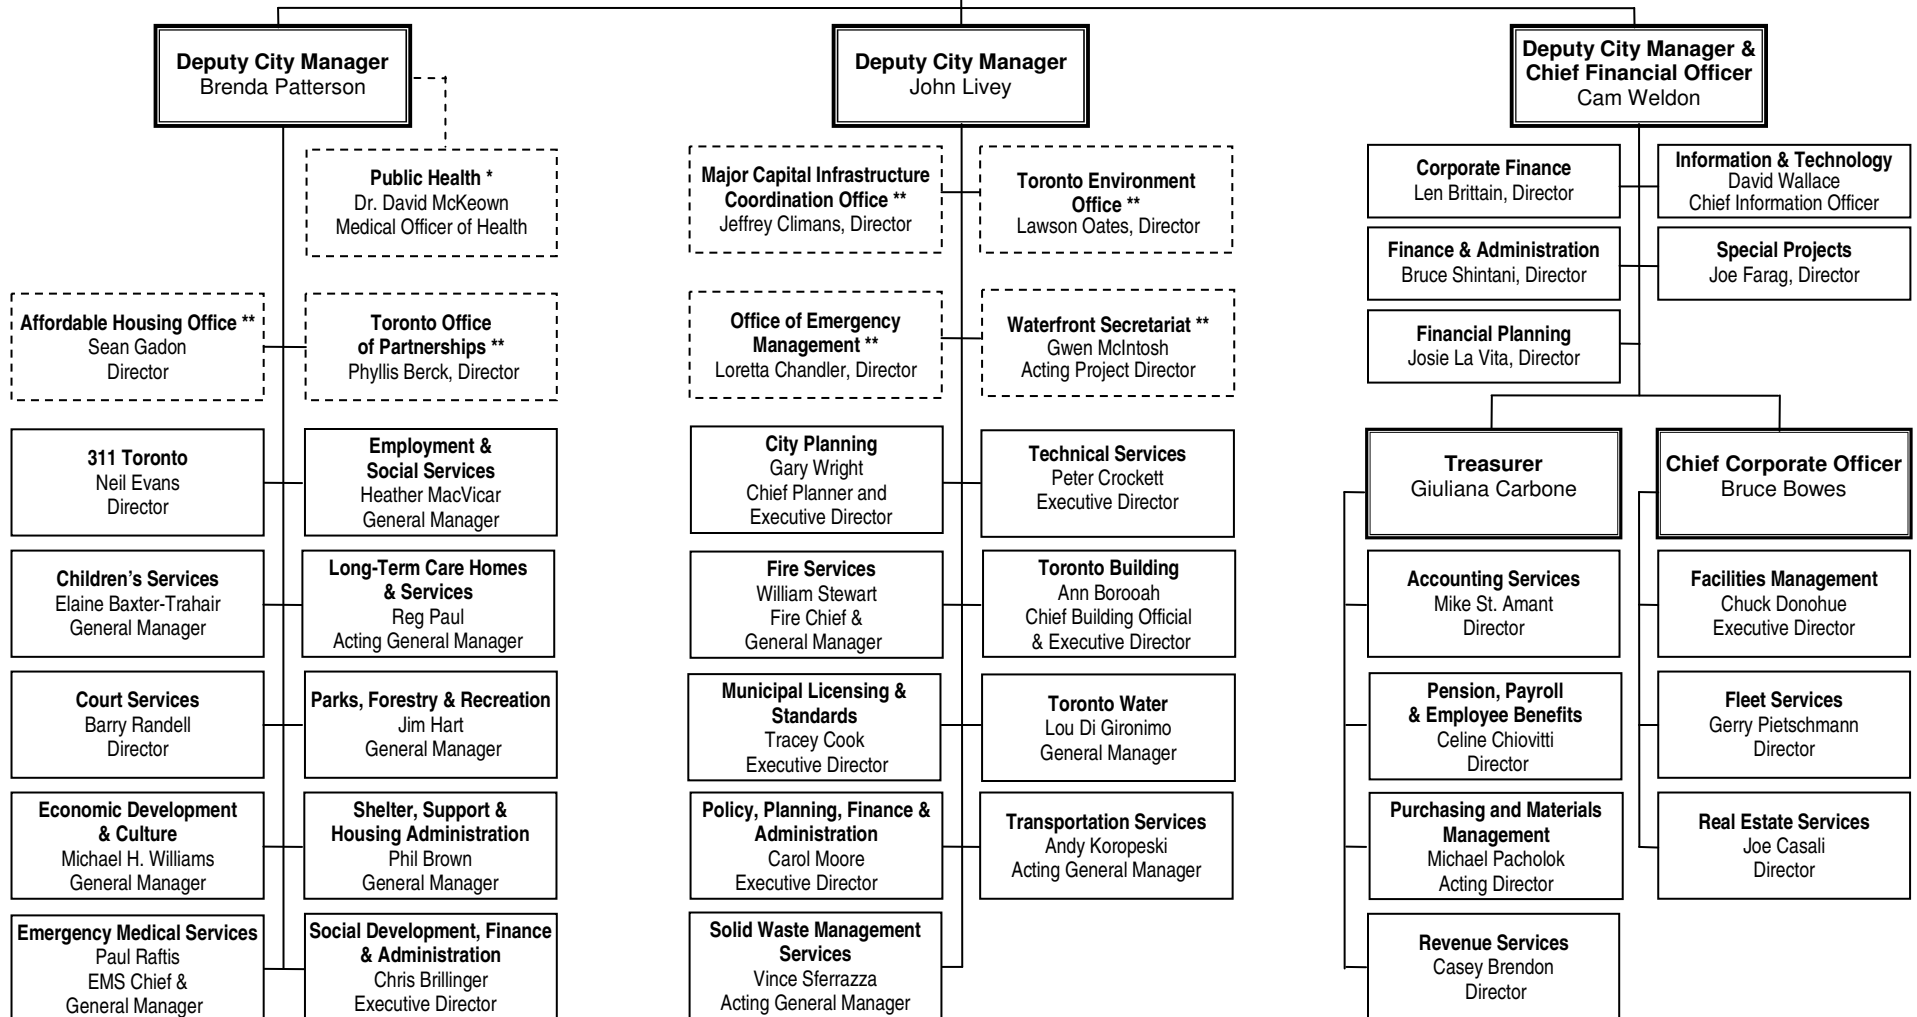 Deputy City Manager
Brenda Patterson
Public Health *
Dr. David McKeown
Medical Officer of Health
Affordable Housing Office **
Sean Gadon
Director
Toronto Office
of Partnerships **
Phyllis Berck, Director
311 Toronto
Neil Evans
Director
Employment &
Social Services
Heather MacVicar
General Manager
Children's Services
Elaine Baxter-Trahair
General Manager
Long-Term Care Homes
& Services
Reg Paul
Acting General Manager
Court Services
Barry Randell
Director
Parks, Forestry & Recreation
Jim Hart
General Manager
Economic Development
& Culture
Michael H. Williams
General Manager
Shelter, Support &
Housing Administration
Phil Brown
General Manager
Emergency Medical Services
Paul Raftis
EMS Chief &
General Manager
Social Development, Finance
& Administration
Chris Brillinger
Executive Director
Deputy City Manager
John Livey
Major Capital Infrastructure
Coordination Office **
Jeffrey Climans, Director
Toronto Environment
Office **
Lawson Oates, Director
Office of Emergency
Management **
Loretta Chandler, Director
Waterfront Secretariat **
Gwen McIntosh
Acting Project Director
City Planning
Gary Wright
Chief Planner and
Executive Director
Technical Services
Peter Crockett
Executive Director
Fire Services
William Stewart
Fire Chief &
General Manager
Toronto Building
Ann Borooah
Chief Building Official
& Executive Director
Municipal Licensing &
Standards
Tracey Cook
Executive Director
Toronto Water
Lou Di Gironimo
General Manager
Policy, Planning, Finance &
Administration
Carol Moore
Executive Director
Transportation Services
Andy Koropeski
Acting General Manager
Solid Waste Management
Services
Vince Sferrazza
Acting General Manager
Deputy City Manager &
Chief Financial Officer
Cam Weldon
Corporate Finance
Len Brittain, Director
Information & Technology
David Wallace
Chief Information Officer
Finance & Administration
Bruce Shintani, Director
Special Projects
Joe Farag, Director
Financial Planning
Josie La Vita, Director
Treasurer
Giuliana Carbone
Chief Corporate Officer
Bruce Bowes
Accounting Services
Mike St. Amant
Director
Facilities Management
Chuck Donohue
Executive Director
Pension, Payroll
& Employee Benefits
Celine Chiovitti
Director
Fleet Services
Gerry Pietschmann
Director
Purchasing and Materials
Management
Michael Pacholok
Acting Director
Real Estate Services
Joe Casali
Director
Revenue Services
Casey Brendon
Director